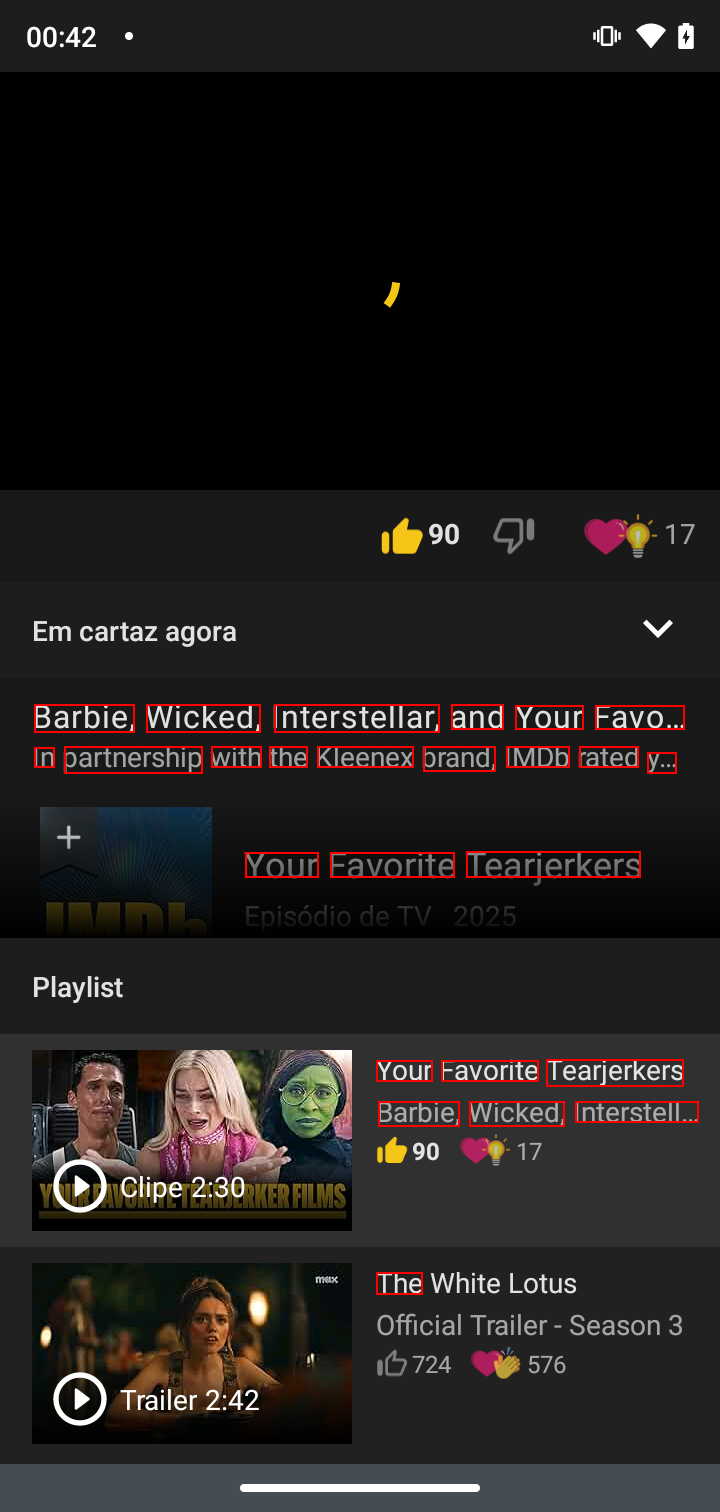 00:42
90 17
Em cartaz agora
Barbie, Wicked, Interstellar, and Your Favo...
In partnership with the Kleenex brand, IMDb rated y...
IMDb
Your Favorite Tearjerkers
Episódio de TV 2025
Playlist
Your Favorite Tearjerkers
Barbie, Wicked, Interstell...
90 17
YOUR FAVORITE TEARJERKER FILMS
Clipe 2:30
max
The White Lotus
Official Trailer - Season 3
724 576
Trailer 2:42